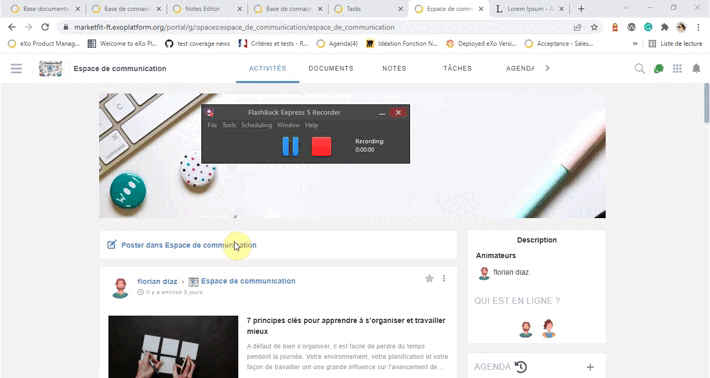 Base document
Base de connais
Notes Editor
Base de connais
Tasks
Espace de comm
Lorem Ipsum - A
marketfit-ft.exoplatform.org/portal/g/:spaces:espace_de_communication/espace_de_communication
eXo Product Manag...
Welcome to eXo Pl...
test coverage news
Critères et tests - R...
Agenda(4)
Idéation Fonction N...
Deployed eXo Versi...
Acceptance - Sales...
»
Liste de lecture
Espace de communication
ACTIVITÉS
DOCUMENTS
NOTES
TÂCHES
AGENDA
FlashBack Express 5 Recorder
File Tools Scheduling Window Help
Recording:
0:00:00
WOO!
Poster dans Espace de communication
Description
Animateurs
florian diaz
florian diaz › Espace de communication
il y a environ 3 jours
QUI EST EN LIGNE ?
7 principes clés pour apprendre à s'organiser et travailler
mieux
A défaut de bien s'organiser, il est facile de perdre du temps
pendant la journée. Votre environnement, votre planification et votre
façon de travailler ont une grande influence sur l'avancement de...
AGENDA